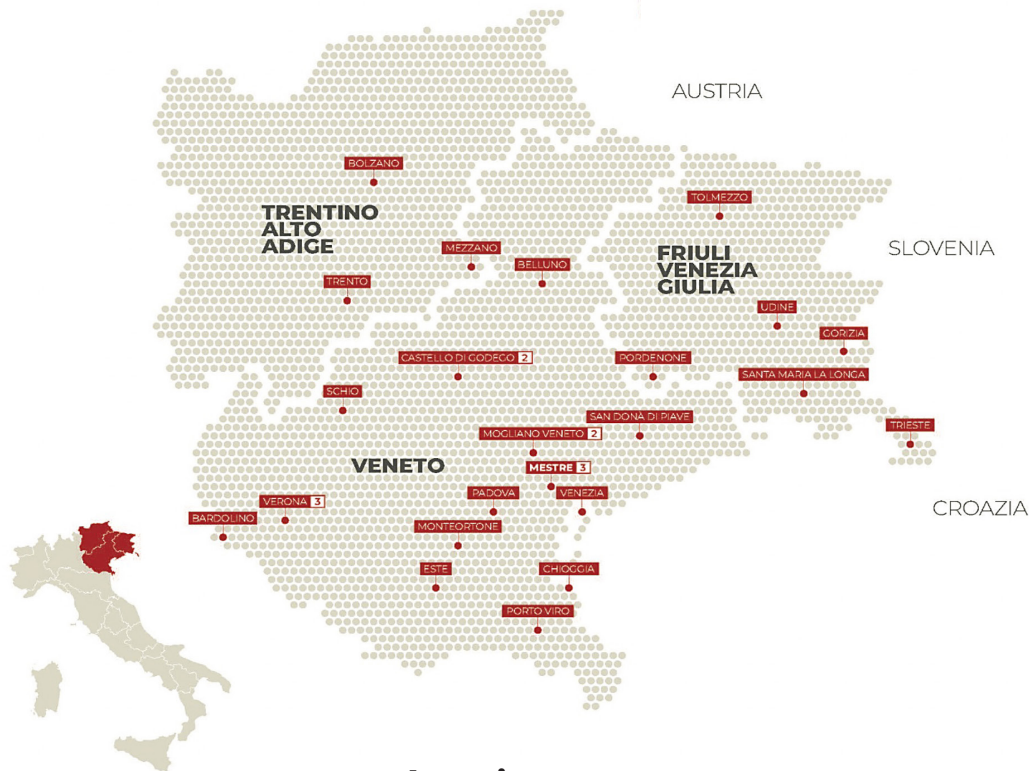 AUSTRIA
BOLZANO
TOLMEZZO
TRENTINO
ALTO
ADIGE
MEZZANO
SLOVENIA
FRIULI
VENEZIA
GIULIA
BELLUNO
TRENTO
UDINE
GORIZIA
CASTELLO DI GODEGO 2
PORDENONE
SANTA MARIA LA LONGA
SCHIO
SAN DONA DI PIAVE
TRIESTE
MOGLIANO VENETO 2
VENETO
MESTRE 3
PADOVA
VENEZIA
VERONA 3
CROAZIA
BARDOLINO
MONTEORTONE
ESTE
CHIOGGIA
PORTO VIRO